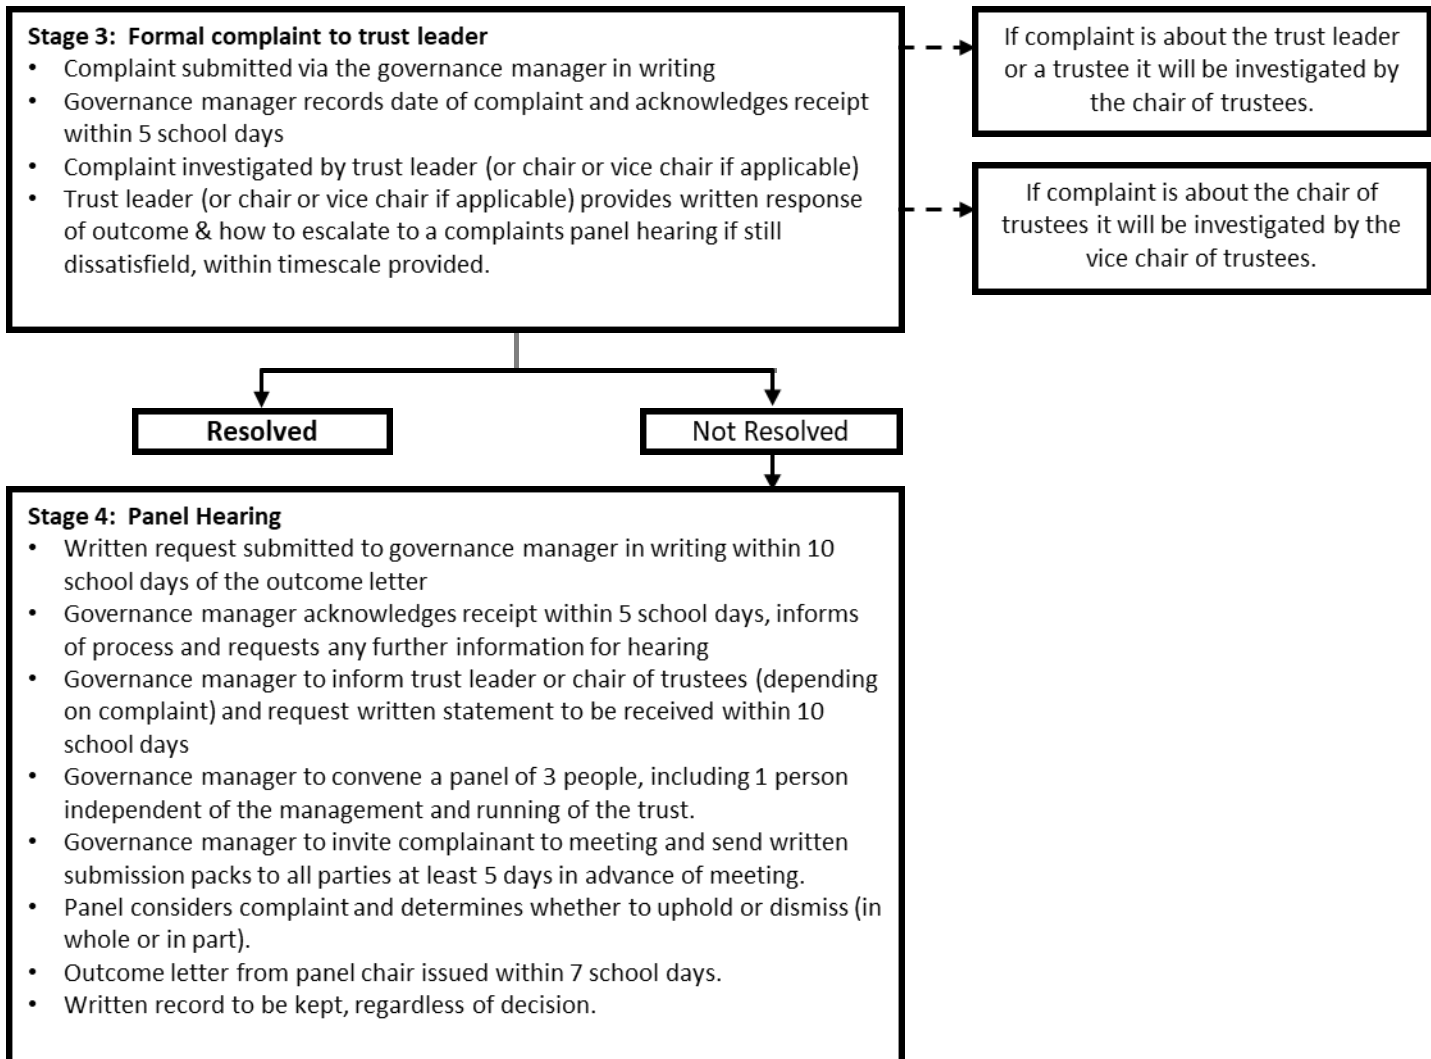 Stage 3:  Formal complaint to trust leader
• Complaint submitted via the governance manager in writing
• Governance manager records date of complaint and acknowledges receipt
within 5 school days
• Complaint investigated by trust leader (or chair or vice chair if applicable)
• Trust leader (or chair or vice chair if applicable) provides written response
of outcome & how to escalate to a complaints panel hearing if still
dissatisfield, within timescale provided.
If complaint is about the trust leader
or a trustee it will be investigated by
the chair of trustees.
If complaint is about the chair of
trustees it will be investigated by the
vice chair of trustees.
Resolved
Not Resolved
Stage 4:  Panel Hearing
• Written request submitted to governance manager in writing within 10
school days of the outcome letter
• Governance manager acknowledges receipt within 5 school days, informs
of process and requests any further information for hearing
• Governance manager to inform trust leader or chair of trustees (depending
on complaint) and request written statement to be received within 10
school days
• Governance manager to convene a panel of 3 people, including 1 person
independent of the management and running of the trust.
• Governance manager to invite complainant to meeting and send written
submission packs to all parties at least 5 days in advance of meeting.
• Panel considers complaint and determines whether to uphold or dismiss (in
whole or in part).
• Outcome letter from panel chair issued within 7 school days.
• Written record to be kept, regardless of decision.